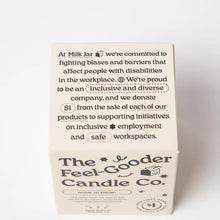 At Milk Jar we're committed to
fighting biases and barriers that
affect people with disabilities
in the workplace. We're proud
to be an inclusive and diverse
company, and we donate
$1 from the sale of each of our
products to supporting initiatives
on inclusive employment
and safe workspaces.
The
Feel-Gooder
Candle Co.
$1